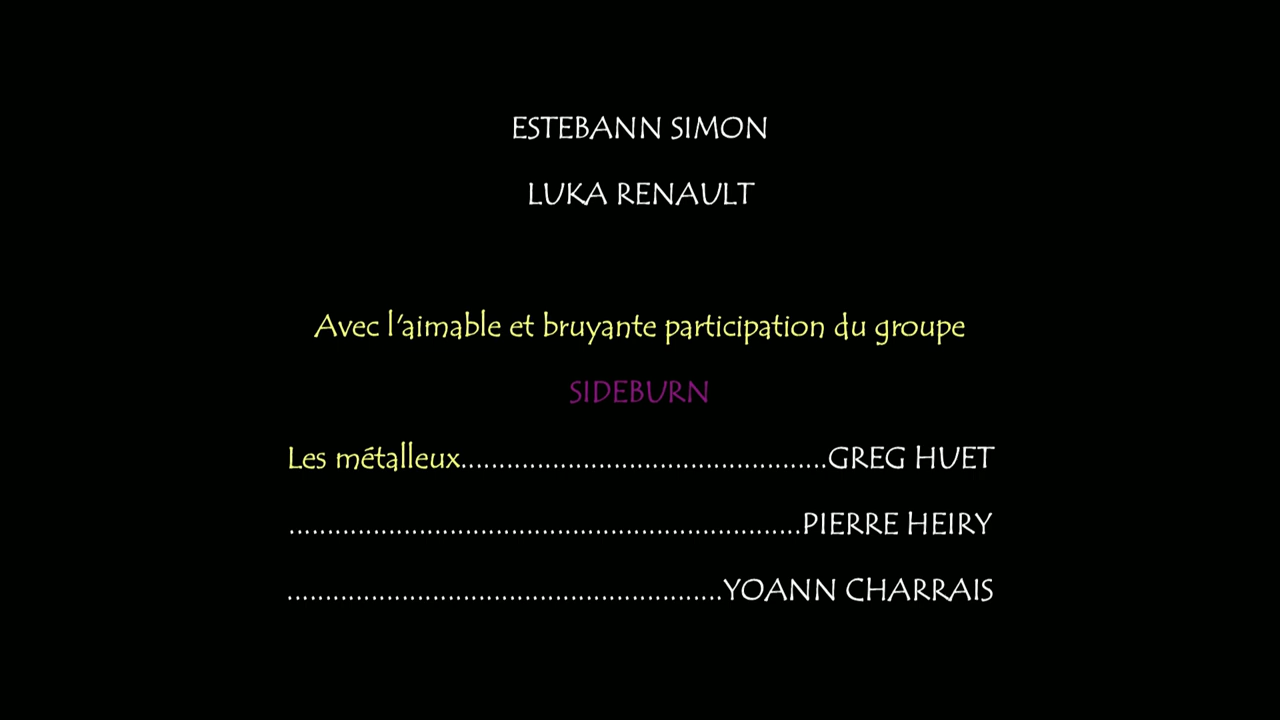 ESTEBANN SIMON
LUKA RENAULT
Avec l'aimable et bruyante participation du groupe
SIDEBURN
Les métalleux................................................GREG HUET
...................................................................PIERRE HEIRY
.........................................................YOANN CHARRAIS